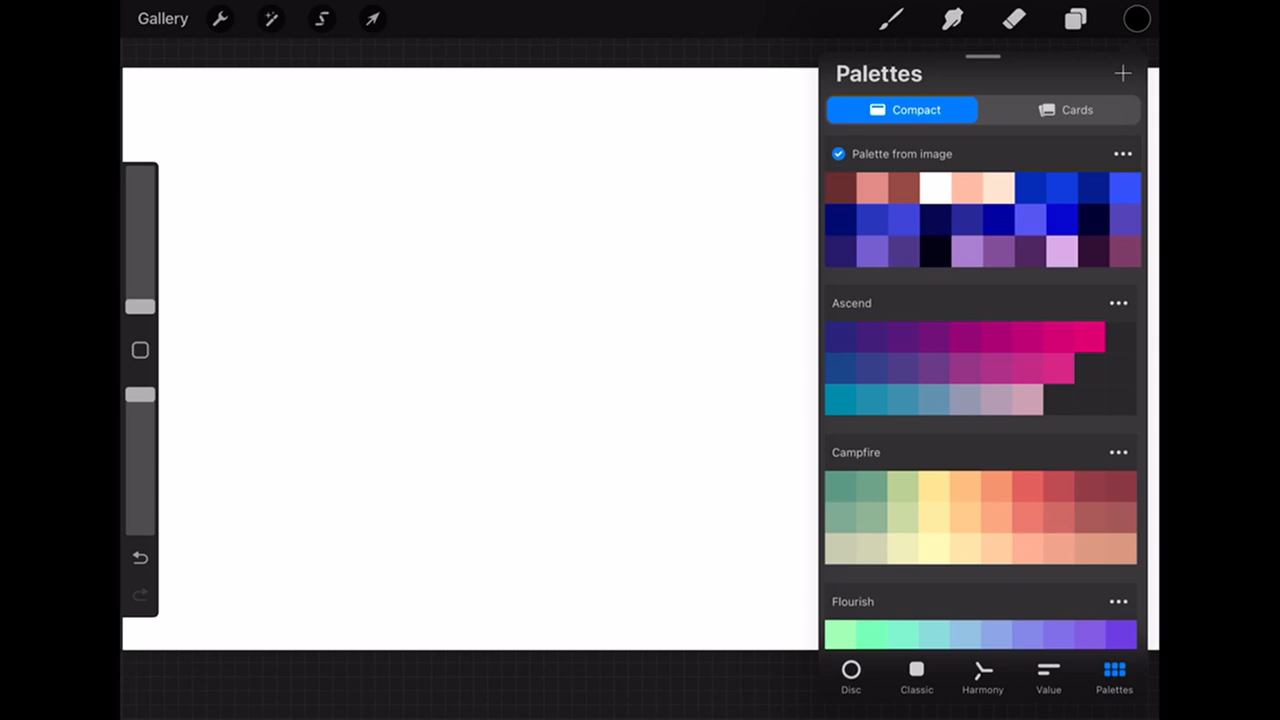 Gallery
Palettes
Compact
Cards
Palette from image
Ascend
Campfire
Flourish
Disc
Classic
Harmony
Value
Palettes